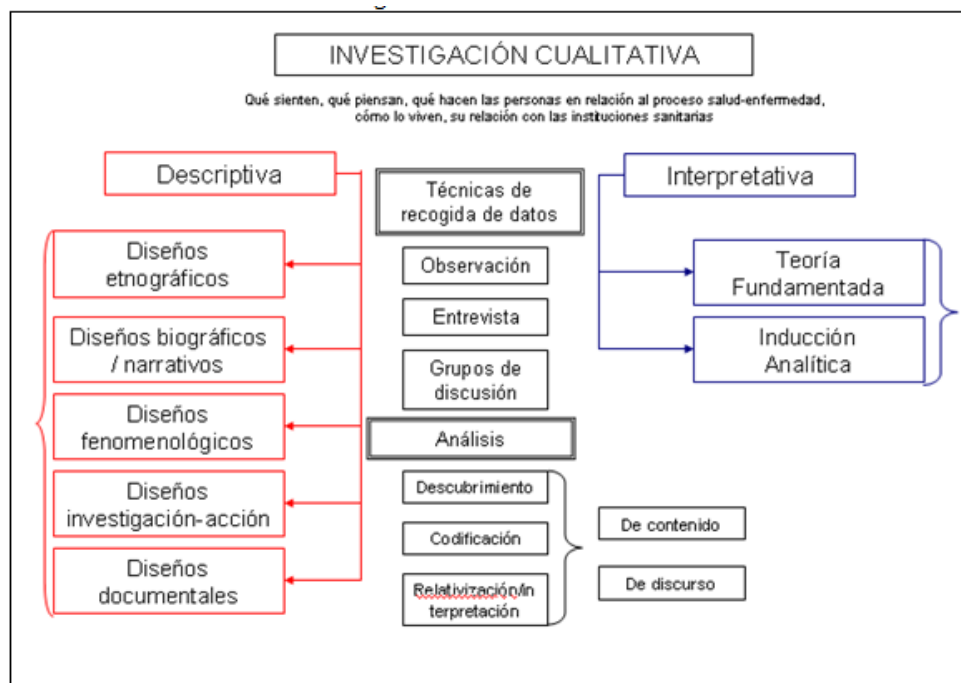 INVESTIGACIÓN CUALITATIVA
Qué sienten, qué piensan, qué hacen las personas en relación al proceso salud-enfermedad,
cómo lo viven, su relación con las instituciones sanitarias
Descriptiva
Diseños
etnográficos
Diseños biográficos
/ narrativos
Diseños
fenomenológicos
Diseños
investigación-acción
Diseños
documentales
Técnicas de
recogida de datos
Observación
Entrevista
Grupos de
discusión
Análisis
Descubrimiento
Codificación
Relativización/in
terpretación
De contenido
De discurso
Interpretativa
Teoría
Fundamentada
Inducción
Analítica